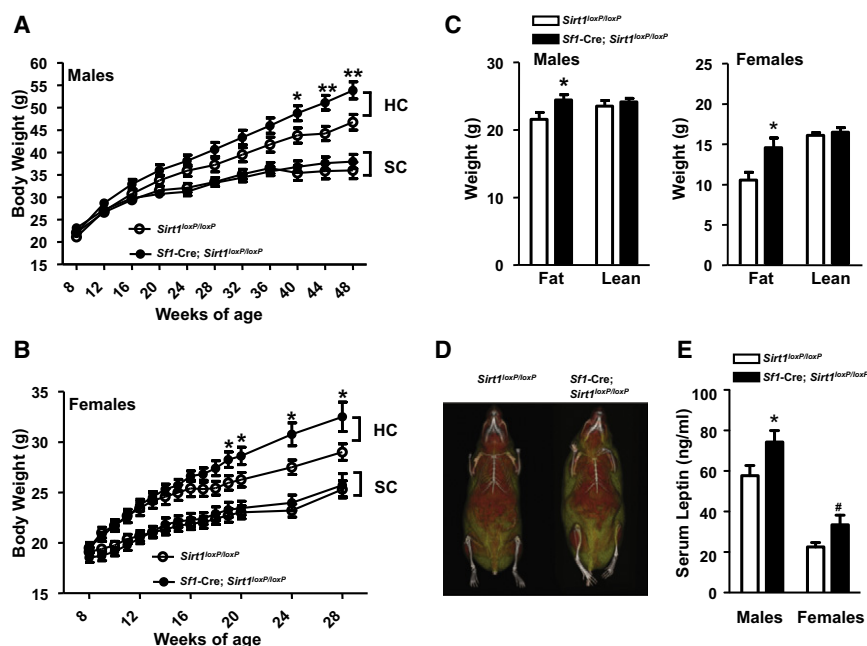 A
Males
60
55
50
45
40
35
30
25
20
15
Body Weight (g)
* ** **
HC
SC
Sirt1loxP/loxP
Sf1-Cre; Sirt1loxP/loxP
8 12 16 20 24 28 32 36 40 44 48
Weeks of age
B
Females
35
30
25
20
15
Body Weight (g)
* * * *
HC
SC
Sirt1loxP/loxP
Sf1-Cre; Sirt1loxP/loxP
8 12 16 20 24 28
Weeks of age
C
Sirt1loxP/loxP
Sf1-Cre; Sirt1loxP/loxP
Males
30
20
10
0
Weight (g)
*
Fat Lean
Females
25
20
15
10
5
0
Weight (g)
*
Fat Lean
D
Sirt1loxP/loxP
Sf1-Cre;
Sirt1loxP/loxP
E
Sirt1loxP/loxP
Sf1-Cre; Sirt1loxP/loxP
100
80
60
40
20
0
Serum Leptin (ng/ml)
*
#
Males Females